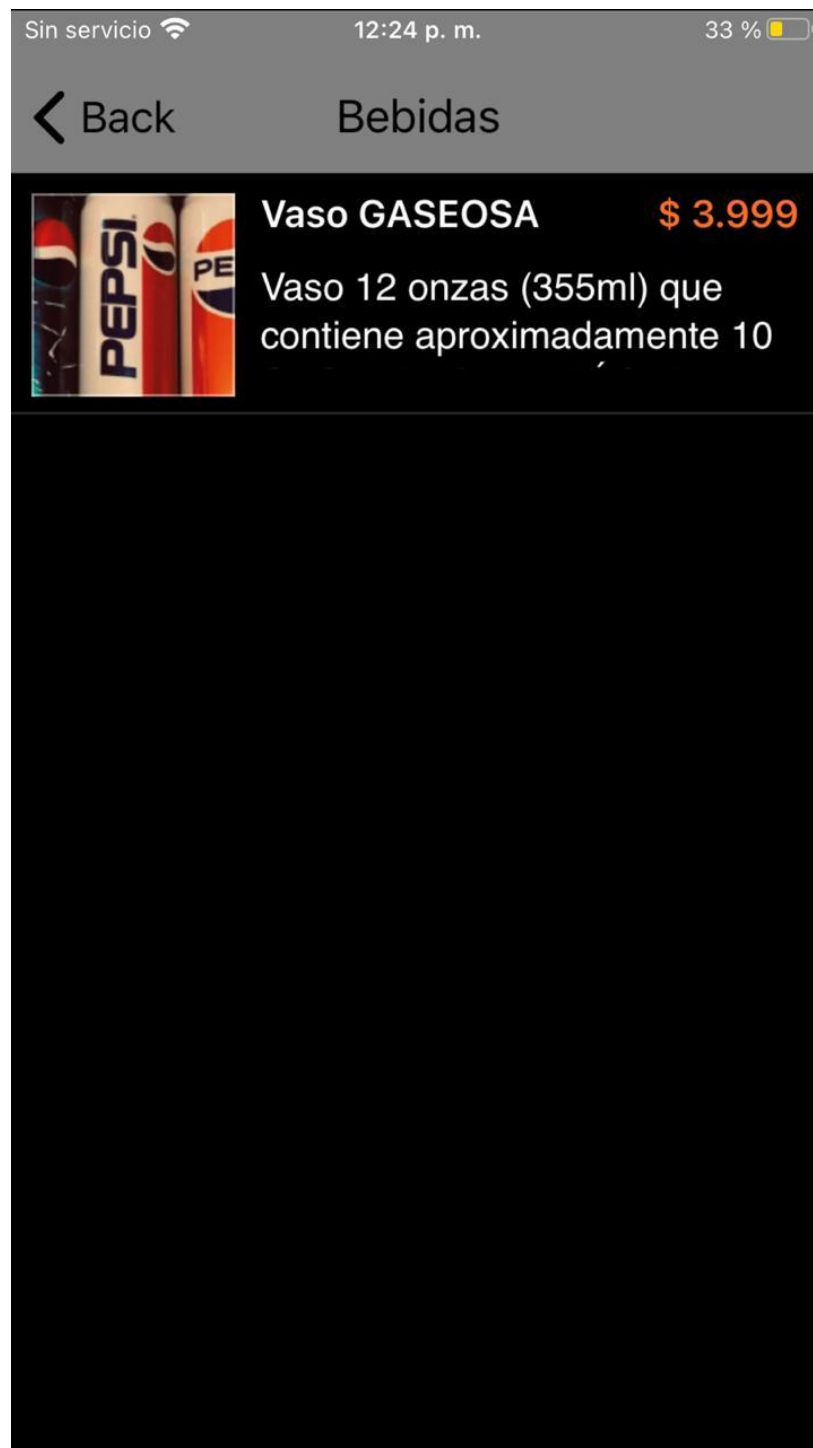 Sin servicio 12:24 p. m. 33 %
Back Bebidas
Vaso GASEOSA $ 3.999
Vaso 12 onzas (355ml) que
contiene aproximadamente 10
PEPSI
PE